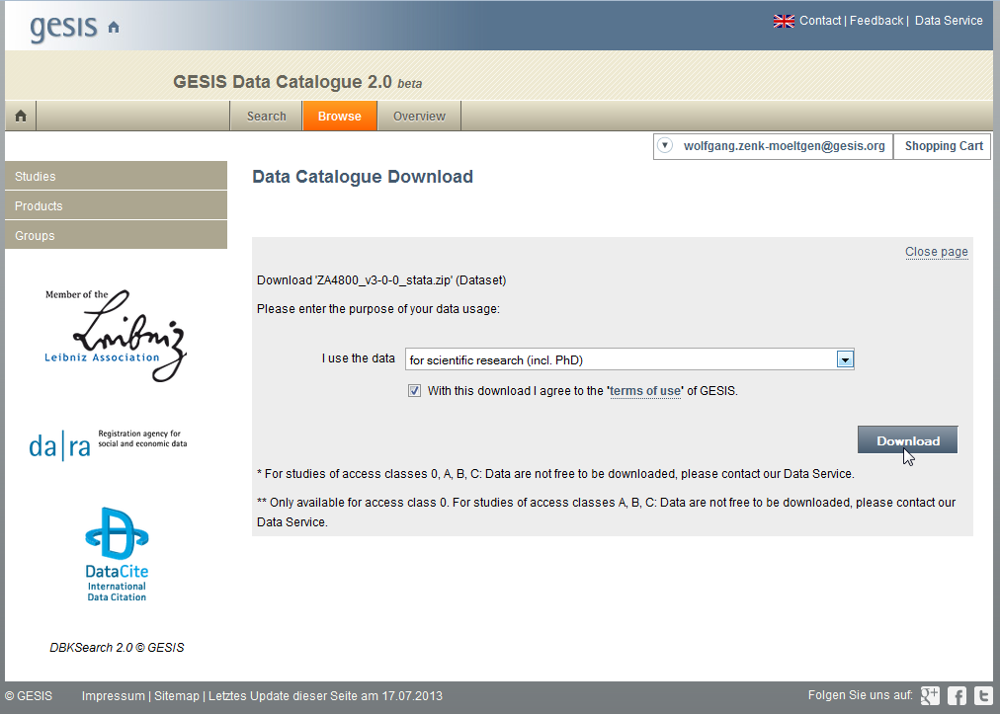 gesis
Contact | Feedback | Data Service
GESIS Data Catalogue 2.0 beta
Search Browse Overview
wolfgang.zenk-moeltgen@gesis.org Shopping Cart
Studies
Products
Groups
Data Catalogue Download
Close page
Download 'ZA4800_v3-0-0_stata.zip' (Dataset)
Please enter the purpose of your data usage:
I use the data for scientific research (incl. PhD)
With this download I agree to the 'terms of use' of GESIS.
Download
* For studies of access classes 0, A, B, C: Data are not free to be downloaded, please contact our Data Service.
** Only available for access class 0. For studies of access classes A, B, C: Data are not free to be downloaded, please contact our
Data Service.
Member of the
Leibniz
Leibniz Association
da|ra Registration agency for
social and economic data
DataCite
International
Data Citation
DBKSearch 2.0 © GESIS
© GESIS Impressum | Sitemap | Letztes Update dieser Seite am 17.07.2013
Folgen Sie uns auf: g+ f t